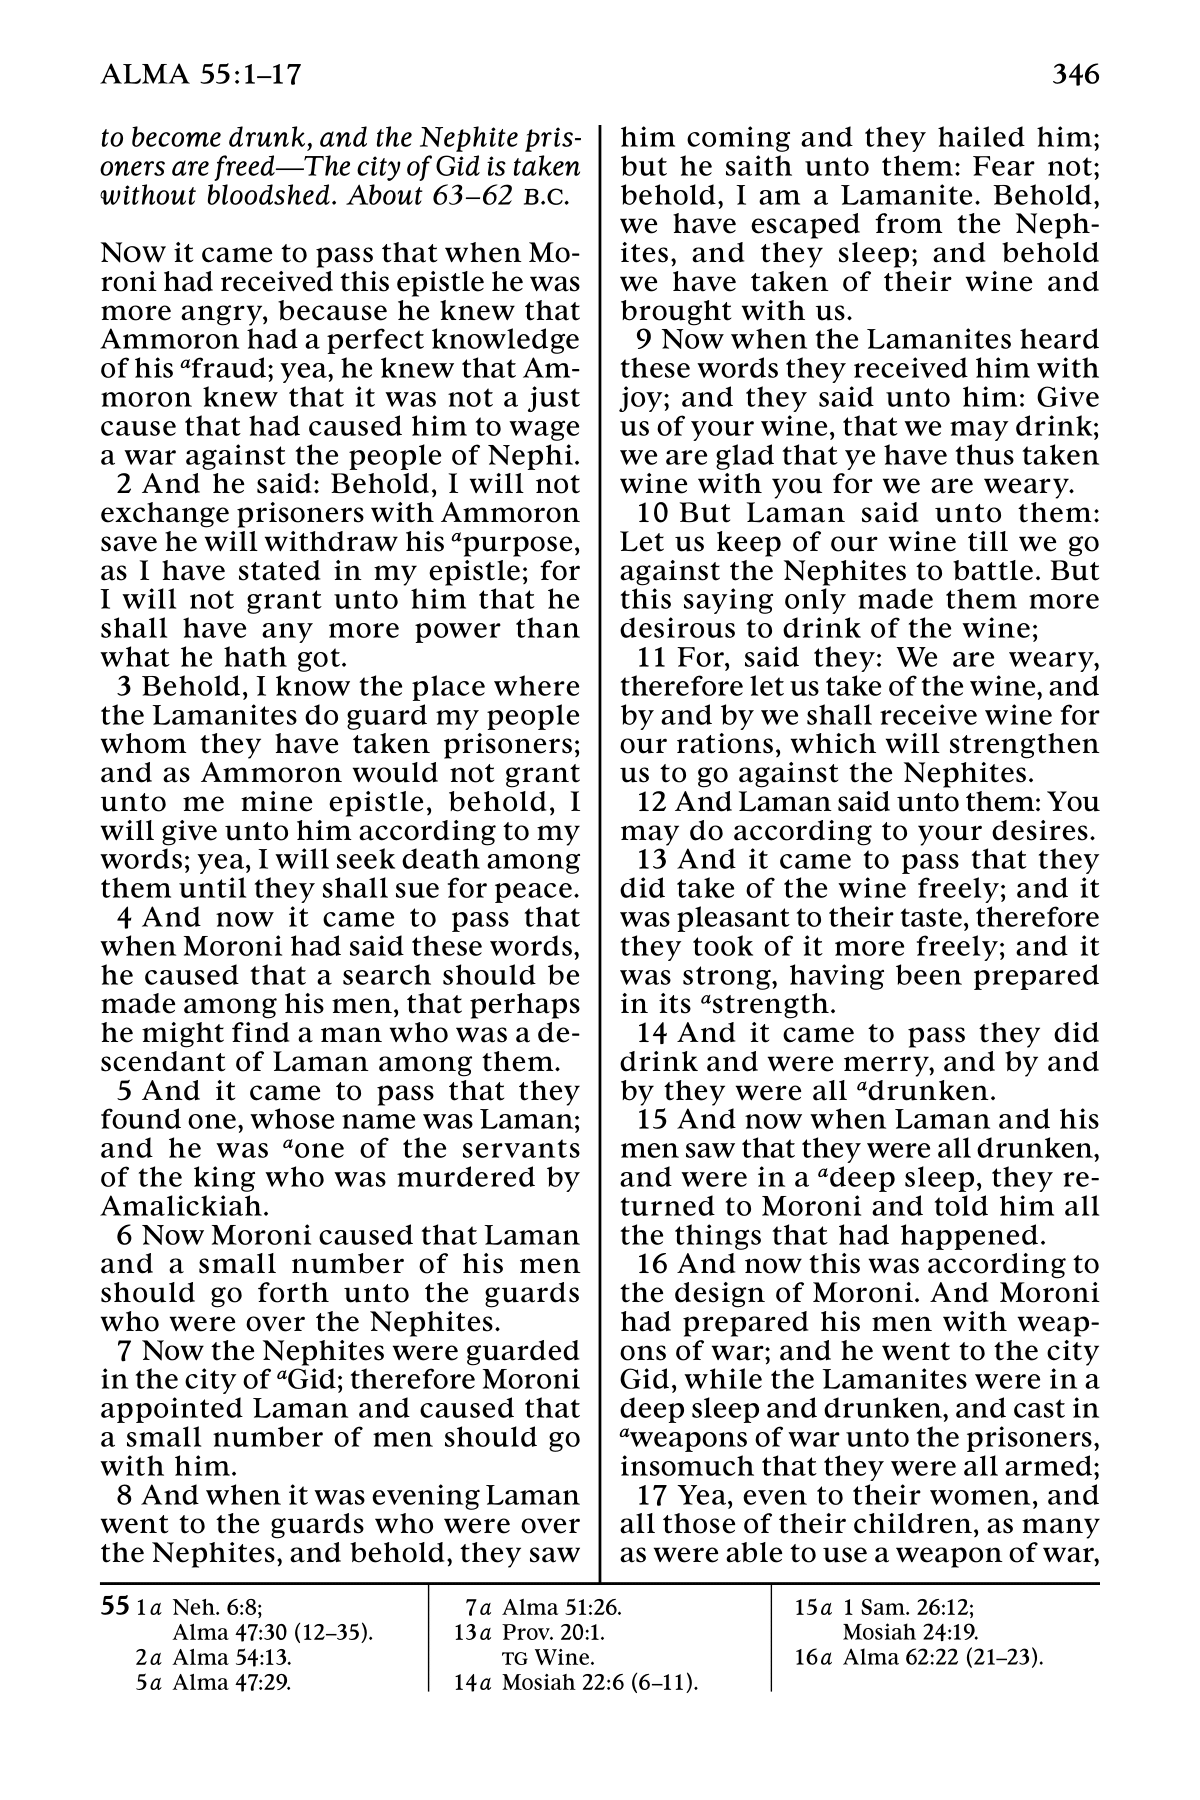 ALMA 55:1–17
346
to become drunk, and the Nephite pris-
oners are freed—The city of Gid is taken
without bloodshed. About 63–62 B.C.
NOW it came to pass that when Mo-
roni had received this epistle he was
more angry, because he knew that
Ammoron had a perfect knowledge
of his afraud; yea, he knew that Am-
moron knew that it was not a just
cause that had caused him to wage
a war against the people of Nephi.
2 And he said: Behold, I will not
exchange prisoners with Ammoron
save he will withdraw his apurpose,
as I have stated in my epistle; for
I will not grant unto him that he
shall have any more power than
what he hath got.
3 Behold, I know the place where
the Lamanites do guard my people
whom they have taken prisoners;
and as Ammoron would not grant
unto me mine epistle, behold, I
will give unto him according to my
words; yea, I will seek death among
them until they shall sue for peace.
4 And now it came to pass that
when Moroni had said these words,
he caused that a search should be
made among his men, that perhaps
he might find a man who was a de-
scendant of Laman among them.
5 And it came to pass that they
found one, whose name was Laman;
and he was aone of the servants
of the king who was murdered by
Amalickiah.
6 Now Moroni caused that Laman
and a small number of his men
should go forth unto the guards
who were over the Nephites.
7 Now the Nephites were guarded
in the city of aGid; therefore Moroni
appointed Laman and caused that
a small number of men should go
with him.
8 And when it was evening Laman
went to the guards who were over
the Nephites, and behold, they saw
him coming and they hailed him;
but he saith unto them: Fear not;
behold, I am a Lamanite. Behold,
we have escaped from the Neph-
ites, and they sleep; and behold
we have taken of their wine and
brought with us.
9 Now when the Lamanites heard
these words they received him with
joy; and they said unto him: Give
us of your wine, that we may drink;
we are glad that ye have thus taken
wine with you for we are weary.
10 But Laman said unto them:
Let us keep of our wine till we go
against the Nephites to battle. But
this saying only made them more
desirous to drink of the wine;
11 For, said they: We are weary,
therefore let us take of the wine, and
by and by we shall receive wine for
our rations, which will strengthen
us to go against the Nephites.
12 And Laman said unto them: You
may do according to your desires.
13 And it came to pass that they
did take of the wine freely; and it
was pleasant to their taste, therefore
they took of it more freely; and it
was strong, having been prepared
in its astrength.
14 And it came to pass they did
drink and were merry, and by and
by they were all adrunken.
15 And now when Laman and his
men saw that they were all drunken,
and were in a adeep sleep, they re-
turned to Moroni and told him all
the things that had happened.
16 And now this was according to
the design of Moroni. And Moroni
had prepared his men with weap-
ons of war; and he went to the city
Gid, while the Lamanites were in a
deep sleep and drunken, and cast in
aweapons of war unto the prisoners,
insomuch that they were all armed;
17 Yea, even to their women, and
all those of their children, as many
as were able to use a weapon of war,
55 1a Neh. 6:8;
Alma 47:30 (12–35).
2a Alma 54:13.
5a Alma 47:29.
7a Alma 51:26.
13a Prov. 20:1.
TG Wine.
14a Mosiah 22:6 (6–11).
15a 1 Sam. 26:12;
Mosiah 24:19.
16a Alma 62:22 (21–23).